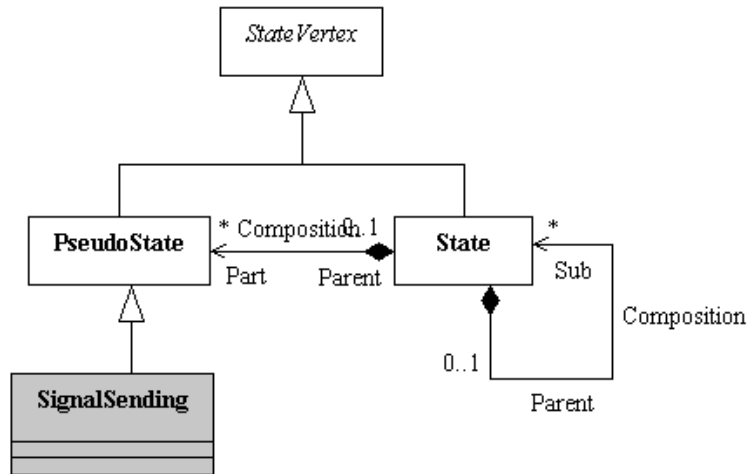 StateVertex
* Composition 0..1
PseudoState
State
*
Part
Parent
Sub
Composition
0..1
SignalSending
Parent